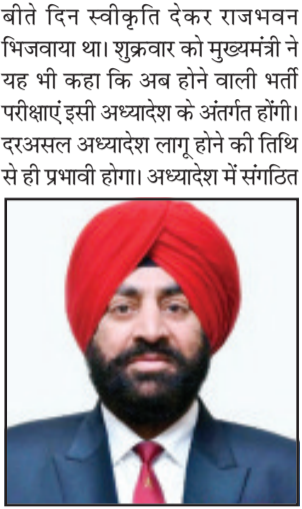 बीते दिन स्वीकृति देकर राजभवन
भिजवाया था। शुक्रवार को मुख्यमंत्री ने
यह भी कहा कि अब होने वाली भर्ती
परीक्षाएं इसी अध्यादेश के अंतर्गत होंगी।
दरअसल अध्यादेश लागू होने की तिथि
से ही प्रभावी होगा। अध्यादेश में संगठित